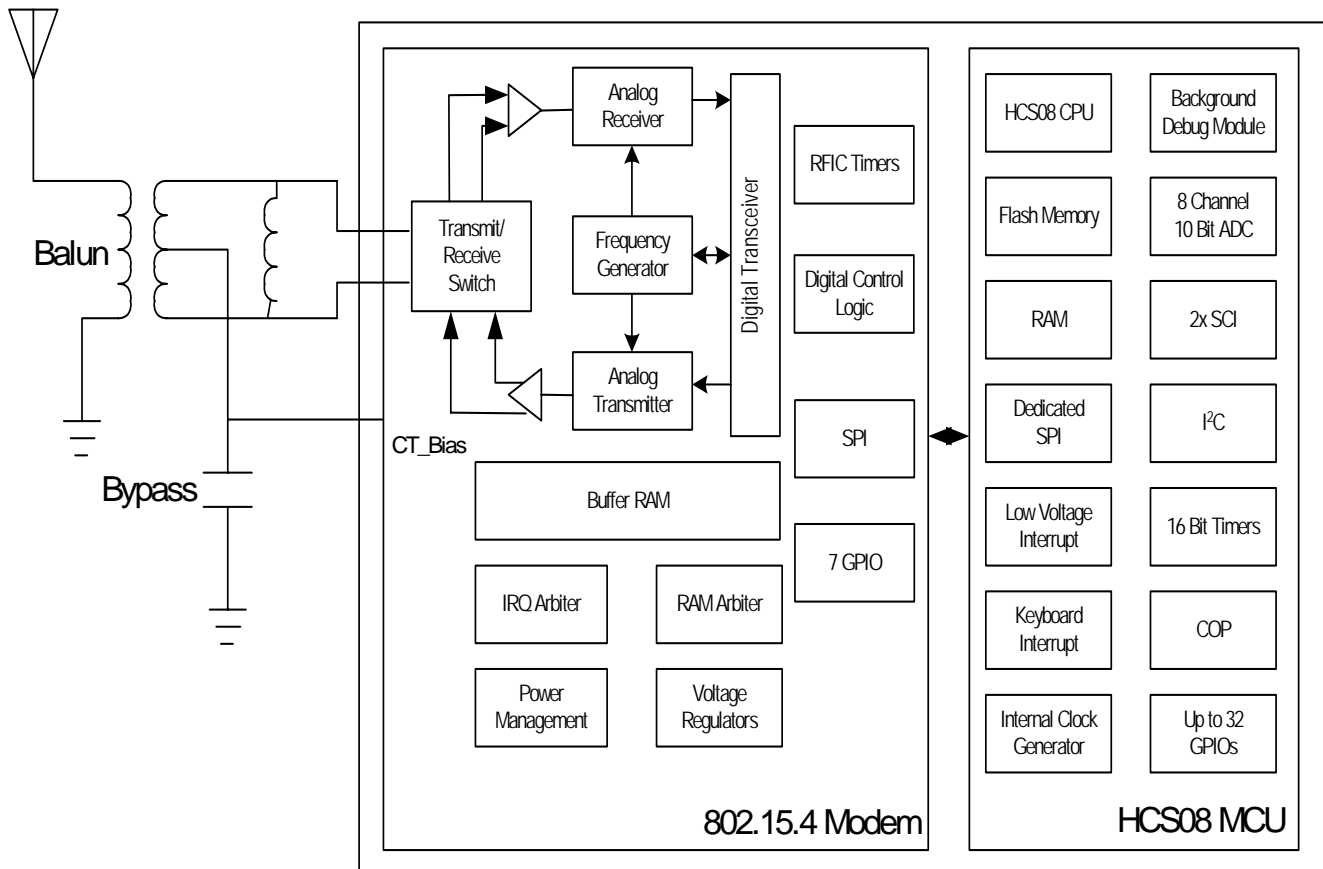 Balun
Bypass
CT_Bias
Transmit/
Receive
Switch
Analog
Receiver
Frequency
Generator
Analog
Transmitter
Digital Transceiver
RFIC Timers
Digital Control
Logic
SPI
7 GPIO
Buffer RAM
IRQ Arbiter
RAM Arbiter
Power
Management
Voltage
Regulators
802.15.4 Modem
HCS08 CPU
Background
Debug Module
Flash Memory
8 Channel
10 Bit ADC
RAM
2x SCI
Dedicated
SPI
I²C
Low Voltage
Interrupt
16 Bit Timers
Keyboard
Interrupt
COP
Internal Clock
Generator
Up to 32
GPIOs
HCS08 MCU